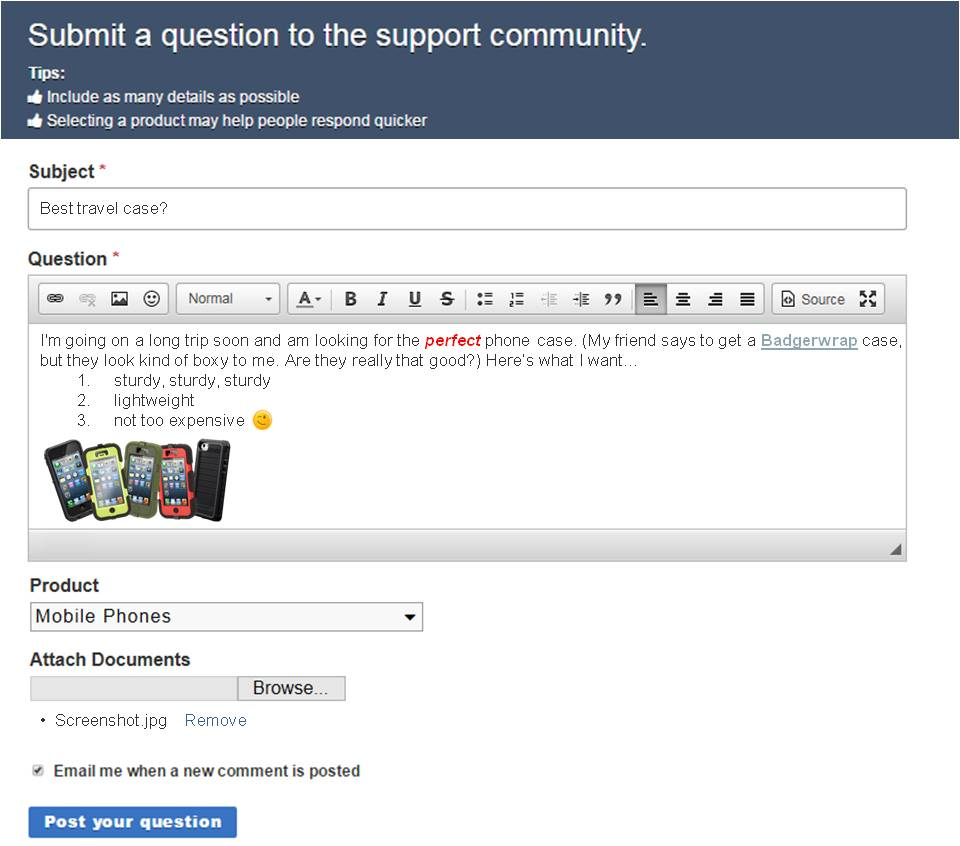 Submit a question to the support community.
Tips:
Include as many details as possible
Selecting a product may help people respond quicker
Subject *
Best travel case?
Question *
Normal A B I U S Source
I'm going on a long trip soon and am looking for the perfect phone case. (My friend says to get a Badgerwrap case,
but they look kind of boxy to me. Are they really that good?) Here's what I want...
1. sturdy, sturdy, sturdy
2. lightweight
3. not too expensive
Product
Mobile Phones
Attach Documents
Browse...
• Screenshot.jpg Remove
Email me when a new comment is posted
Post your question